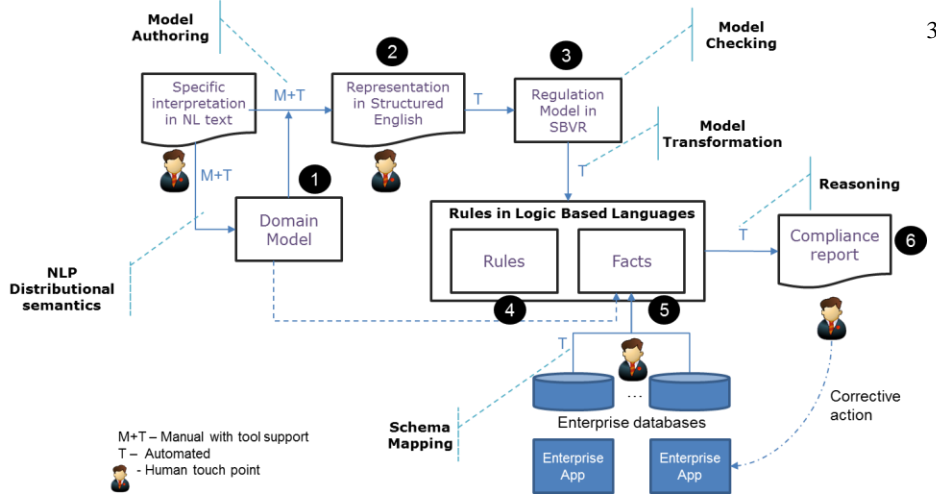 Model
Authoring
2
3
Model
Checking
3
Specific
interpretation
in NL text
M+T
Representation
in Structured
English
T
Regulation
Model in
SBVR
M+T
1
Model
Transformation
T
Domain
Model
Rules in Logic Based Languages
Reasoning
Rules
Facts
T
Compliance
report
6
NLP
Distributional
semantics
4
5
T
...
Enterprise databases
Corrective
action
Schema
Mapping
M+T – Manual with tool support
T – Automated
- Human touch point
Enterprise
App
Enterprise
App